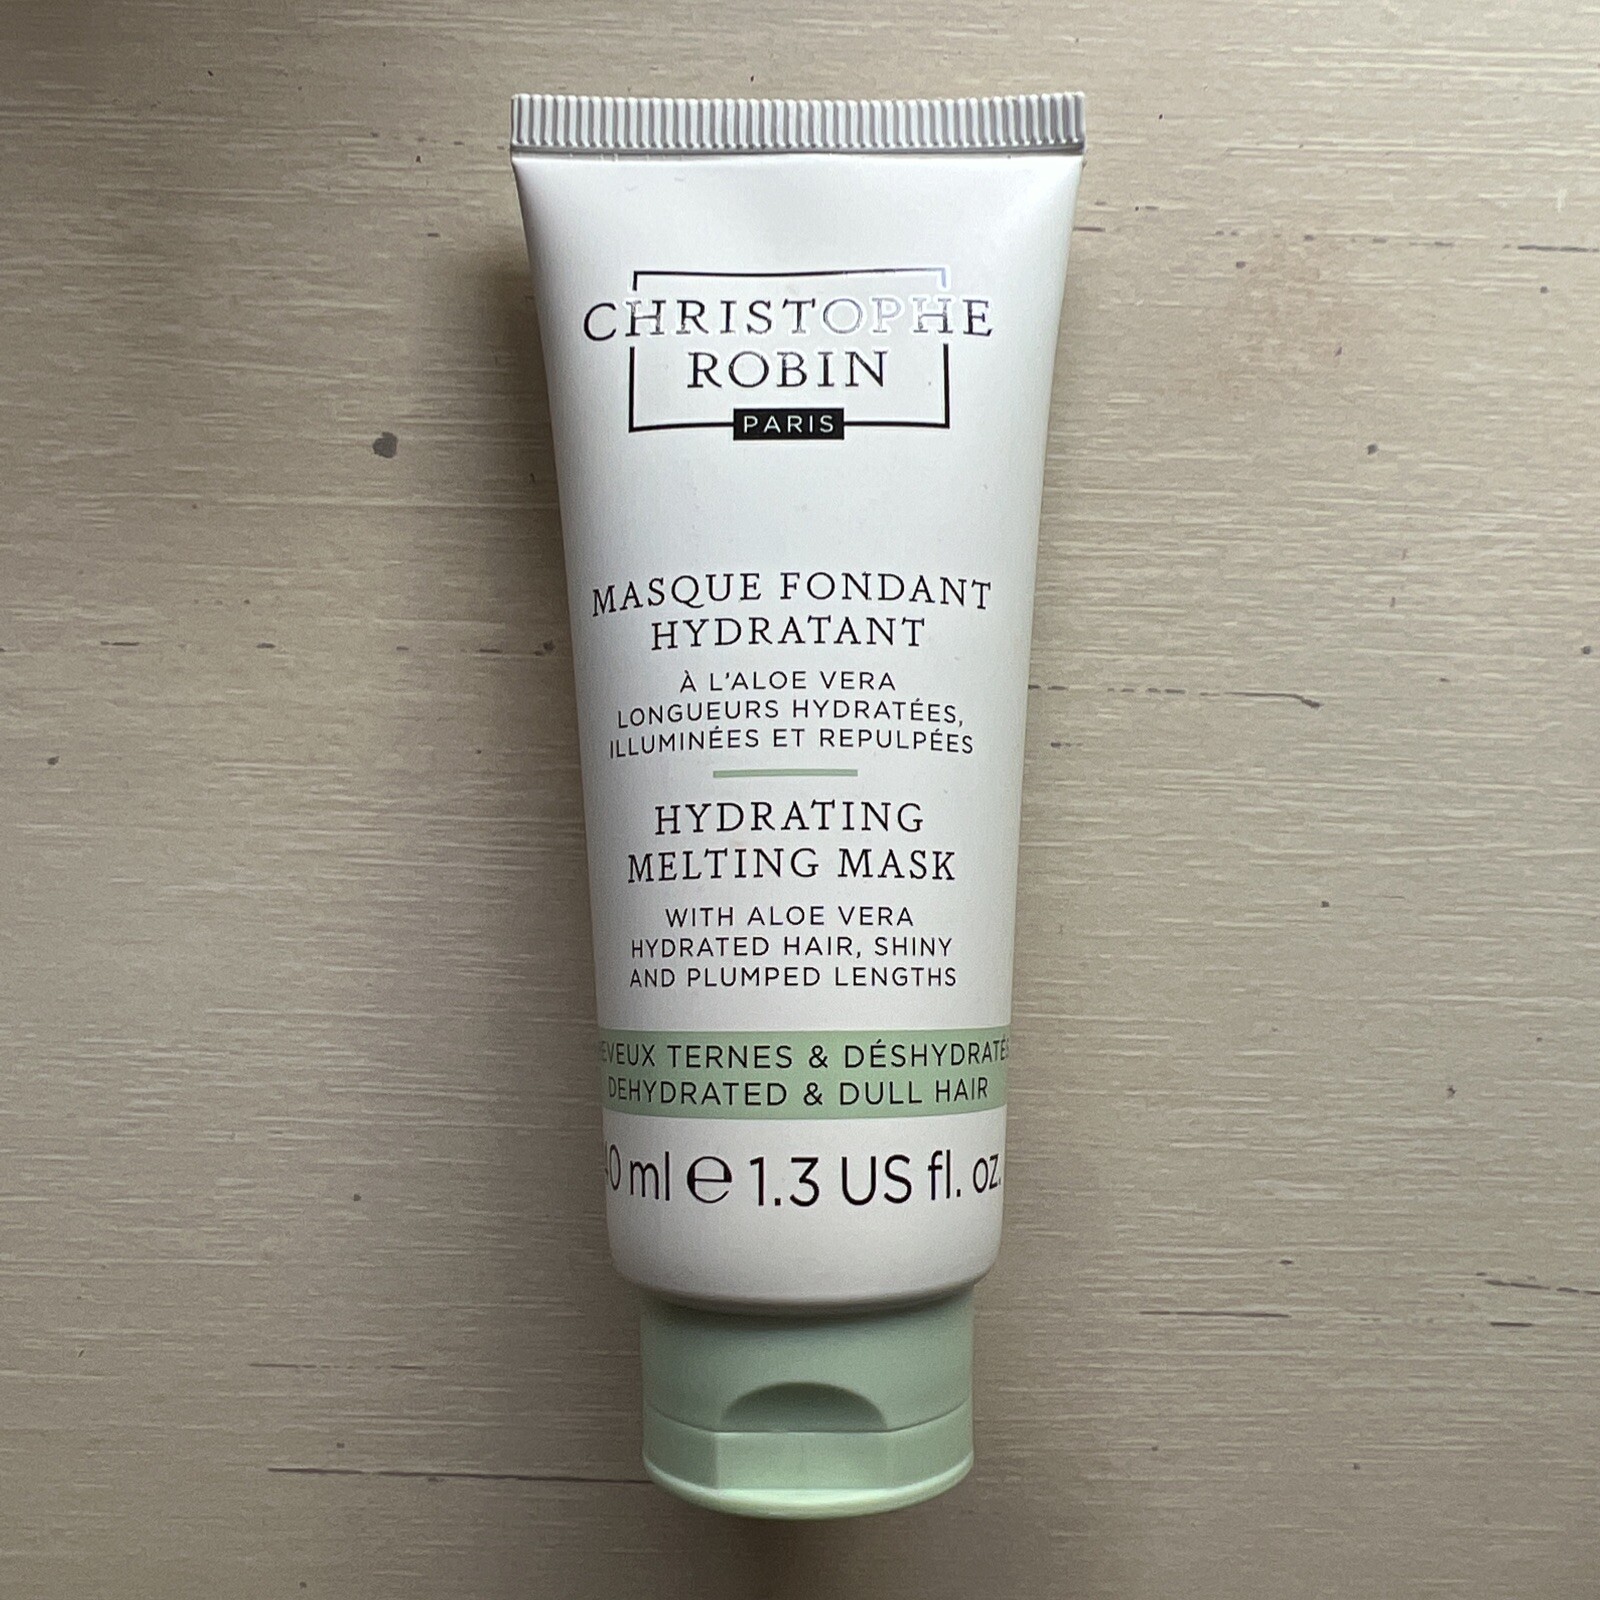 CHRISTOPHE
ROBIN
PARIS
MASQUE FONDANT
HYDRATANT
À L'ALOE VERA
LONGUEURS HYDRATÉES,
ILLUMINÉES ET REPULPÉES
HYDRATING
MELTING MASK
WITH ALOE VERA
HYDRATED HAIR, SHINY
AND PLUMPED LENGTHS
TERNES & DÉSHYDRATÉ
DEHYDRATED & DULL HAIR
ml e 1.3 US fl. oz.